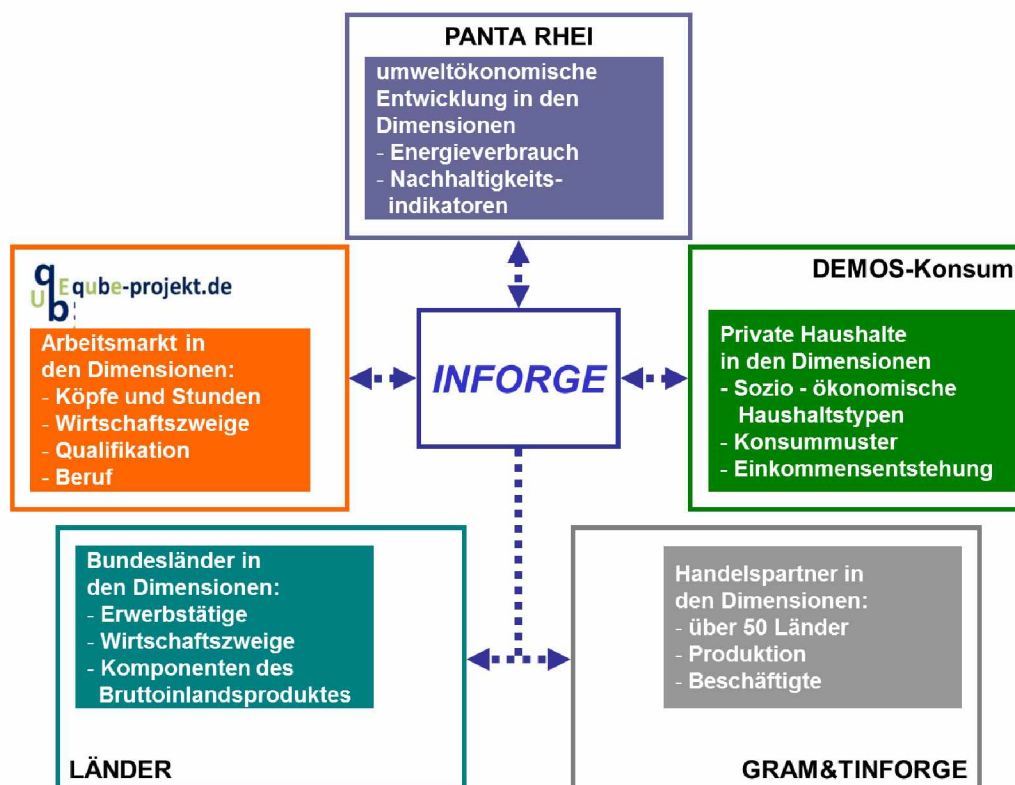 PANTA RHEI
umweltökonomische
Entwicklung in den
Dimensionen
- Energieverbrauch
- Nachhaltigkeits-
indikatoren
qUbE qube-projekt.de
Arbeitsmarkt in
den Dimensionen:
- Köpfe und Stunden
- Wirtschaftszweige
- Qualifikation
- Beruf
INFORGE
DEMOS-Konsum
Private Haushalte
in den Dimensionen
- Sozio - ökonomische
Haushaltstypen
- Konsummuster
- Einkommensentstehung
Bundesländer in
den Dimensionen:
- Erwerbstätige
- Wirtschaftszweige
- Komponenten des
Bruttoinlandsproduktes
LÄNDER
Handelspartner in
den Dimensionen:
- über 50 Länder
- Produktion
- Beschäftigte
GRAM&TINFORGE